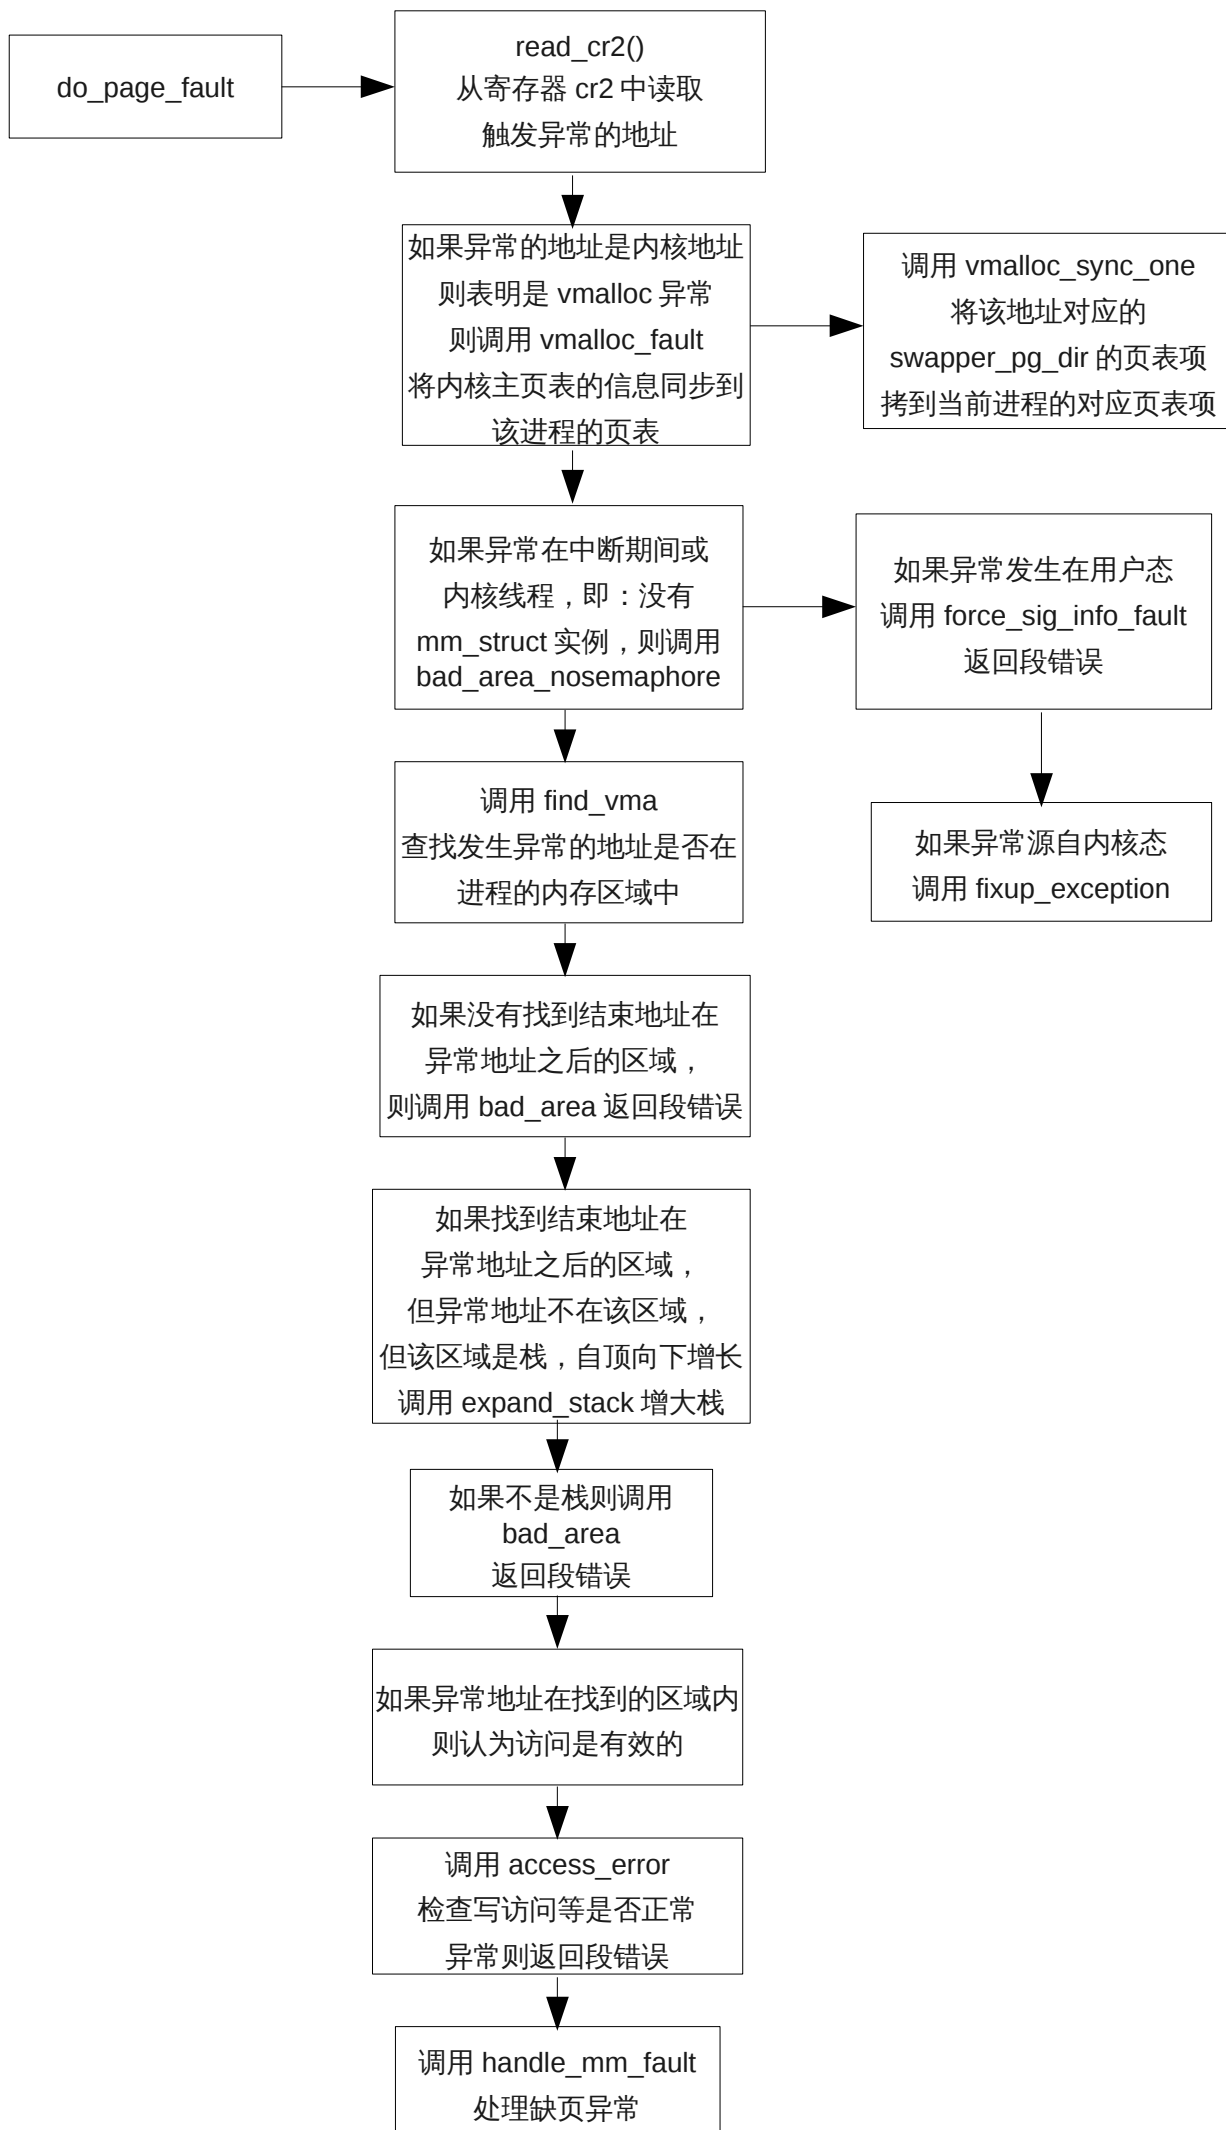 do_page_fault
read_cr2()
从寄存器 cr2 中读取
触发异常的地址
如果异常的地址是内核地址
则表明是 vmalloc 异常
则调用 vmalloc_fault
将内核主页表的信息同步到
该进程的页表
调用 vmalloc_sync_one
将该地址对应的
swapper_pg_dir 的页表项
拷到当前进程的对应页表项
如果异常在中断期间或
内核线程，即：没有
mm_struct 实例，则调用
bad_area_nosemaphore
如果异常发生在用户态
调用 force_sig_info_fault
返回段错误
如果异常源自内核态
调用 fixup_exception
调用 find_vma
查找发生异常的地址是否在
进程的内存区域中
如果没有找到结束地址在
异常地址之后的区域，
则调用 bad_area 返回段错误
如果找到结束地址在
异常地址之后的区域，
但异常地址不在该区域，
但该区域是栈，自顶向下增长
调用 expand_stack 增大栈
如果不是栈则调用
bad_area
返回段错误
如果异常地址在找到的区域内
则认为访问是有效的
调用 access_error
检查写访问等是否正常
异常则返回段错误
调用 handle_mm_fault
处理缺页异常